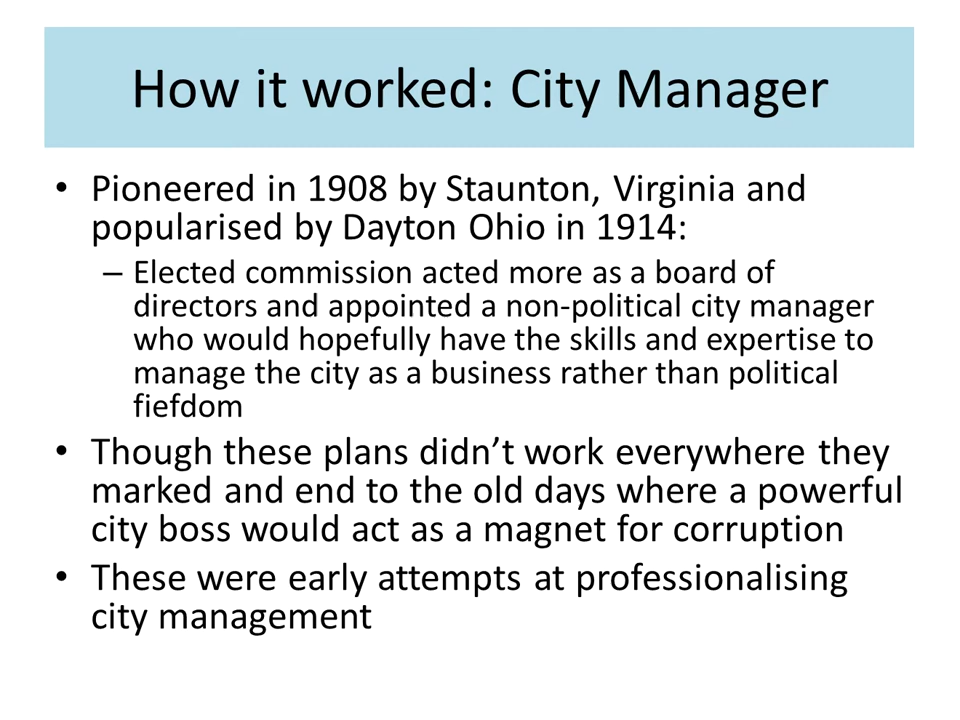 How it worked: City Manager
• Pioneered in 1908 by Staunton, Virginia and
popularised by Dayton Ohio in 1914:
– Elected commission acted more as a board of
directors and appointed a non-political city manager
who would hopefully have the skills and expertise to
manage the city as a business rather than political
fiefdom
• Though these plans didn’t work everywhere they
marked and end to the old days where a powerful
city boss would act as a magnet for corruption
• These were early attempts at professionalising
city management